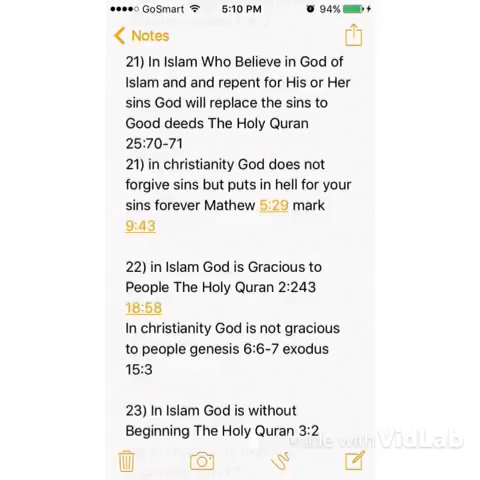 GoSmart 5:10 PM 94%
Notes
21) In Islam Who Believe in God of
Islam and and repent for His or Her
sins God will replace the sins to
Good deeds The Holy Quran
25:70-71
21) in christianity God does not
forgive sins but puts in hell for your
sins forever Mathew 5:29 mark
9:43
22) in Islam God is Gracious to
People The Holy Quran 2:243
18:58
In christianity God is not gracious
to people genesis 6:6-7 exodus
15:3
23) In Islam God is without
Beginning The Holy Quran 3:2
Made with VidLab